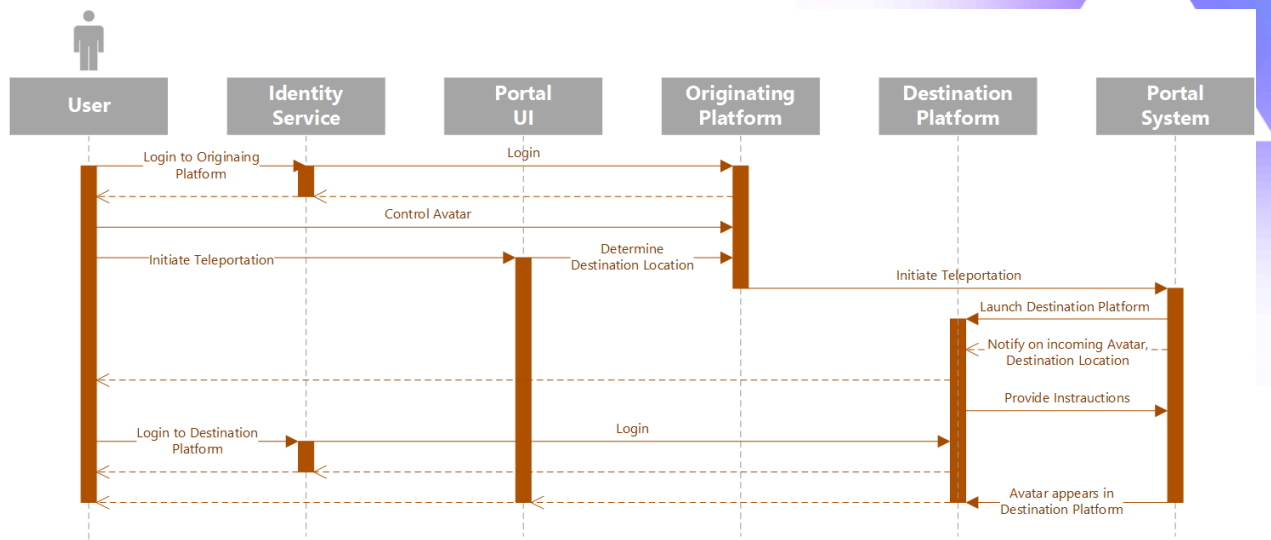 User
Identity
Service
Portal
UI
Originating
Platform
Destination
Platform
Portal
System
Login to Originaing
Platform
Login
Control Avatar
Initiate Teleportation
Determine
Destination Location
Initiate Teleportation
Launch Destination Platform
Notify on incoming Avatar,
Destination Location
Provide Instrauctions
Login to Destination
Platform
Login
Avatar appears in
Destination Platform